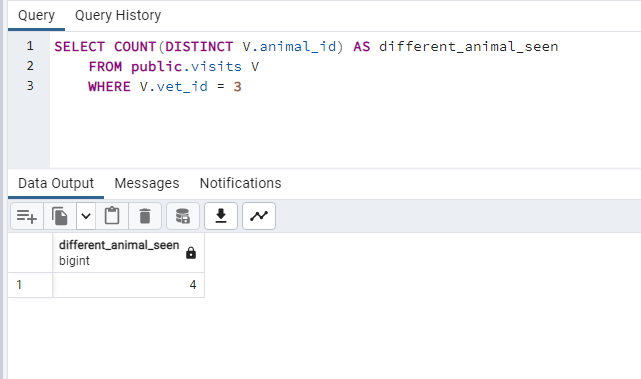 Query Query History
1 SELECT COUNT(DISTINCT V.animal_id) AS different_animal_seen
2 FROM public.visits V
3 WHERE V.vet_id = 3
Data Output Messages Notifications
different_animal_seen
bigint
1 4